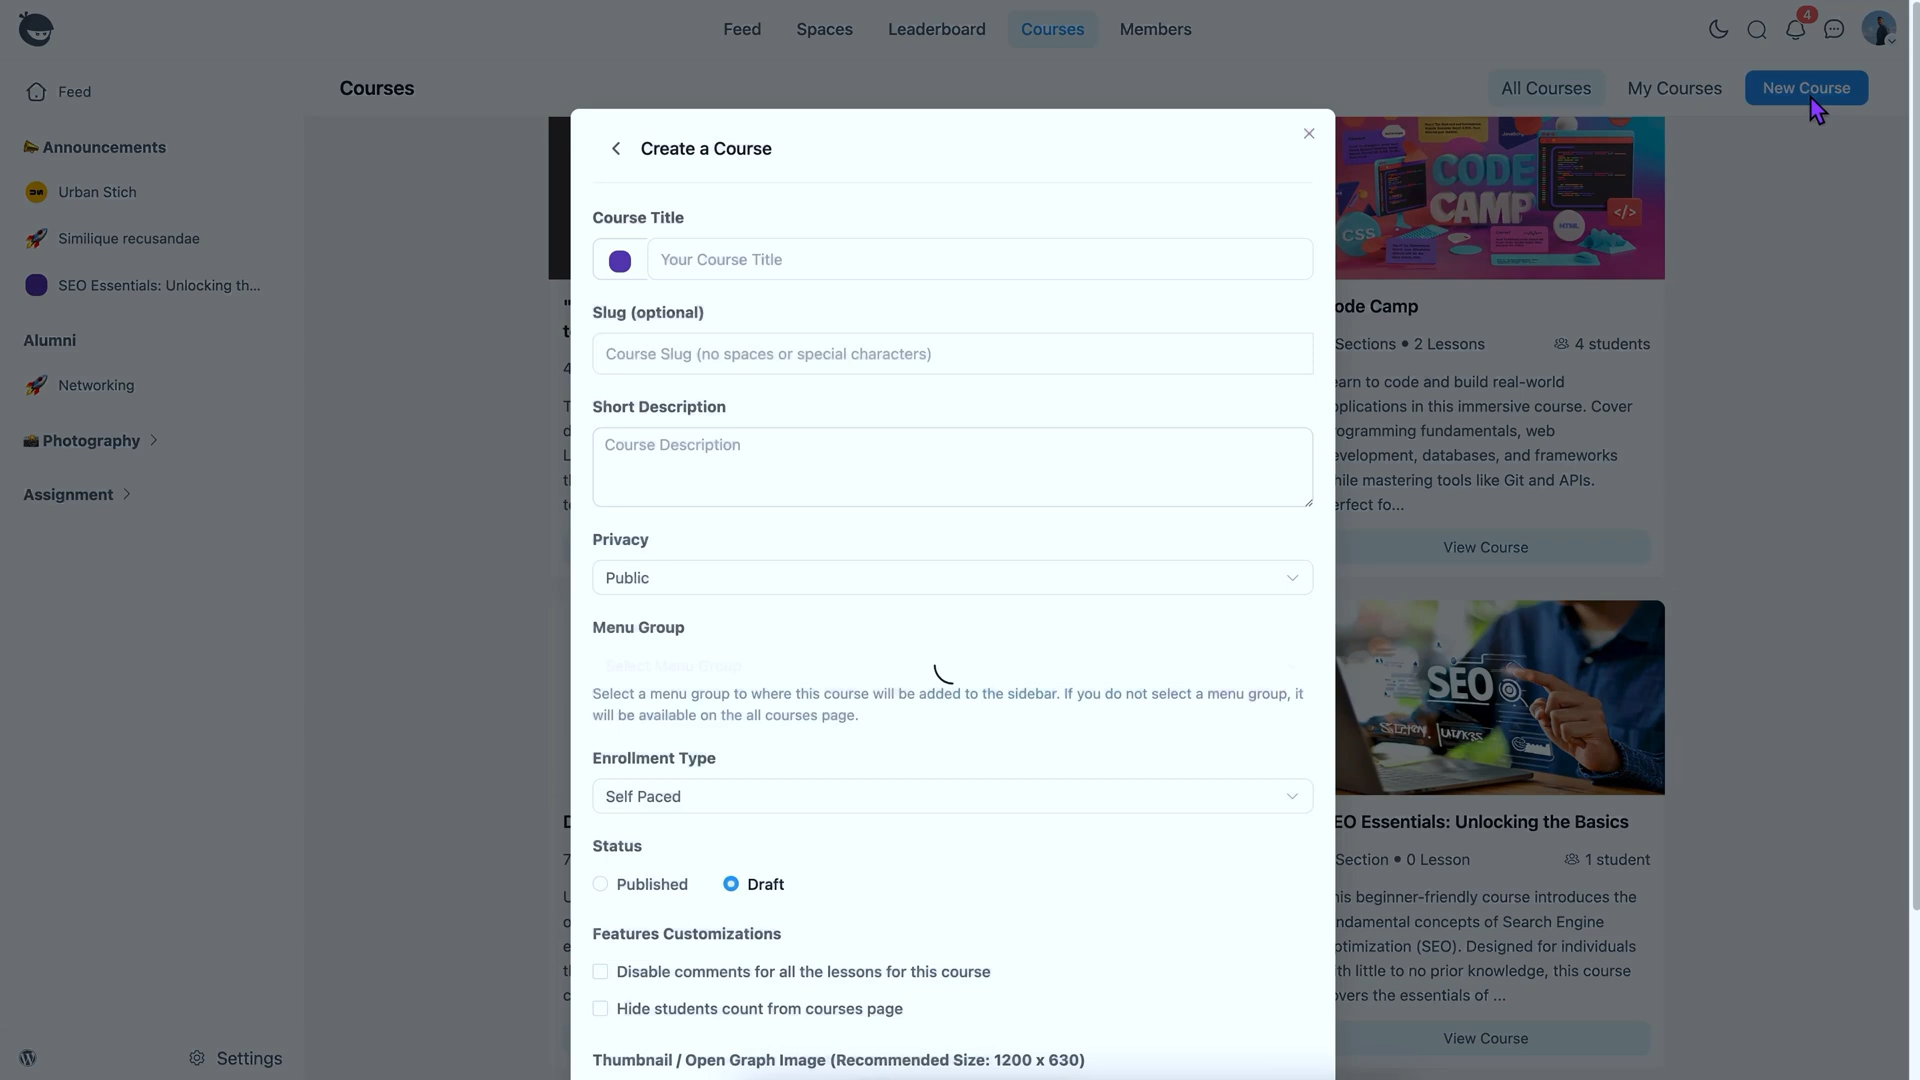 Feed
Spaces
Leaderboard
Courses
Members
4
Feed
Courses
All Courses
My Courses
New Course
Announcements
Urban Stich
Similique recusandae
SEO Essentials: Unlocking th...
Alumni
Networking
Photography
Assignment
Settings
Create a Course
Course Title
Your Course Title
Slug (optional)
Course Slug (no spaces or special characters)
Short Description
Course Description
Privacy
Public
Menu Group
Select Menu Group
Select a menu group to where this course will be added to the sidebar. If you do not select a menu group, it
will be available on the all courses page.
Enrollment Type
Self Paced
Status
Published
Draft
Features Customizations
Disable comments for all the lessons for this course
Hide students count from courses page
Thumbnail / Open Graph Image (Recommended Size: 1200 x 630)
CODE
CAMP
CSS
HTML
</>
ode Camp
Sections • 2 Lessons
4 students
earn to code and build real-world
plications in this immersive course. Cover
ogramming fundamentals, web
evelopment, databases, and frameworks
hile mastering tools like Git and APIs.
erfect fo...
View Course
SEO
EO Essentials: Unlocking the Basics
Section • 0 Lesson
1 student
his beginner-friendly course introduces the
ndamental concepts of Search Engine
ptimization (SEO). Designed for individuals
th little to no prior knowledge, this course
overs the essentials of ...
View Course